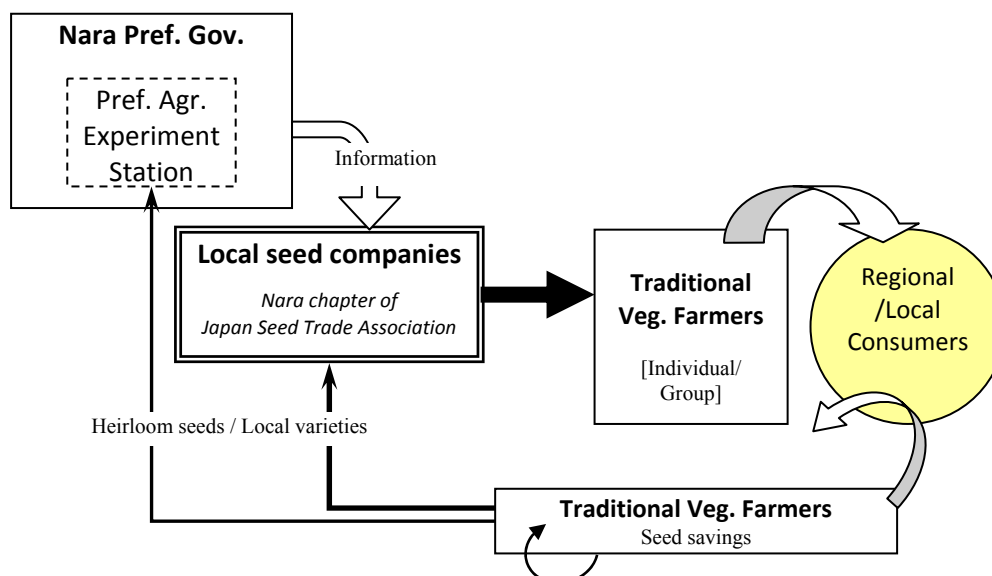 Nara Pref. Gov.
Pref. Agr.
Experiment
Station
Information
Local seed companies
Nara chapter of
Japan Seed Trade Association
Traditional
Veg. Farmers
[Individual/
Group]
Regional
/Local
Consumers
Heirloom seeds / Local varieties
Traditional Veg. Farmers
Seed savings